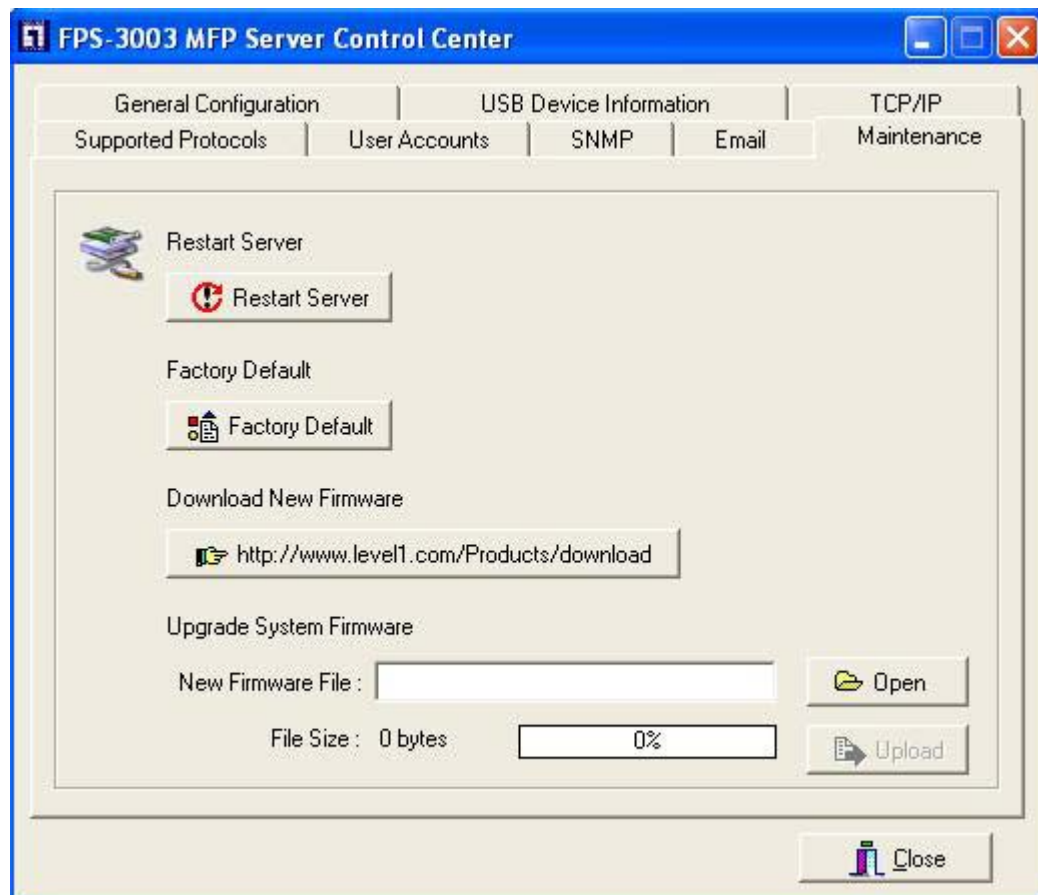 FPS-3003 MFP Server Control Center
General Configuration USB Device Information TCP/IP
Supported Protocols User Accounts SNMP Email Maintenance
Restart Server
Restart Server
Factory Default
Factory Default
Download New Firmware
http://www.level1.com/Products/download
Upgrade System Firmware
New Firmware File : Open
File Size : 0 bytes 0% Upload
Close